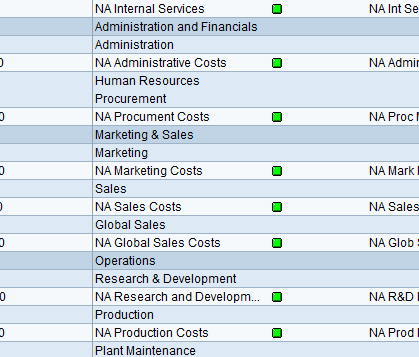 NA Internal Services NA Int Se
Administration and Financials
Administration
0 NA Administrative Costs NA Admin
Human Resources
Procurement
0 NA Procument Costs NA Proc M
Marketing & Sales
Marketing
0 NA Marketing Costs NA Mark
Sales
0 NA Sales Costs NA Sales
Global Sales
0 NA Global Sales Costs NA Glob S
Operations
Research & Development
0 NA Research and Developm... NA R&D
Production
0 NA Production Costs NA Prod
Plant Maintenance